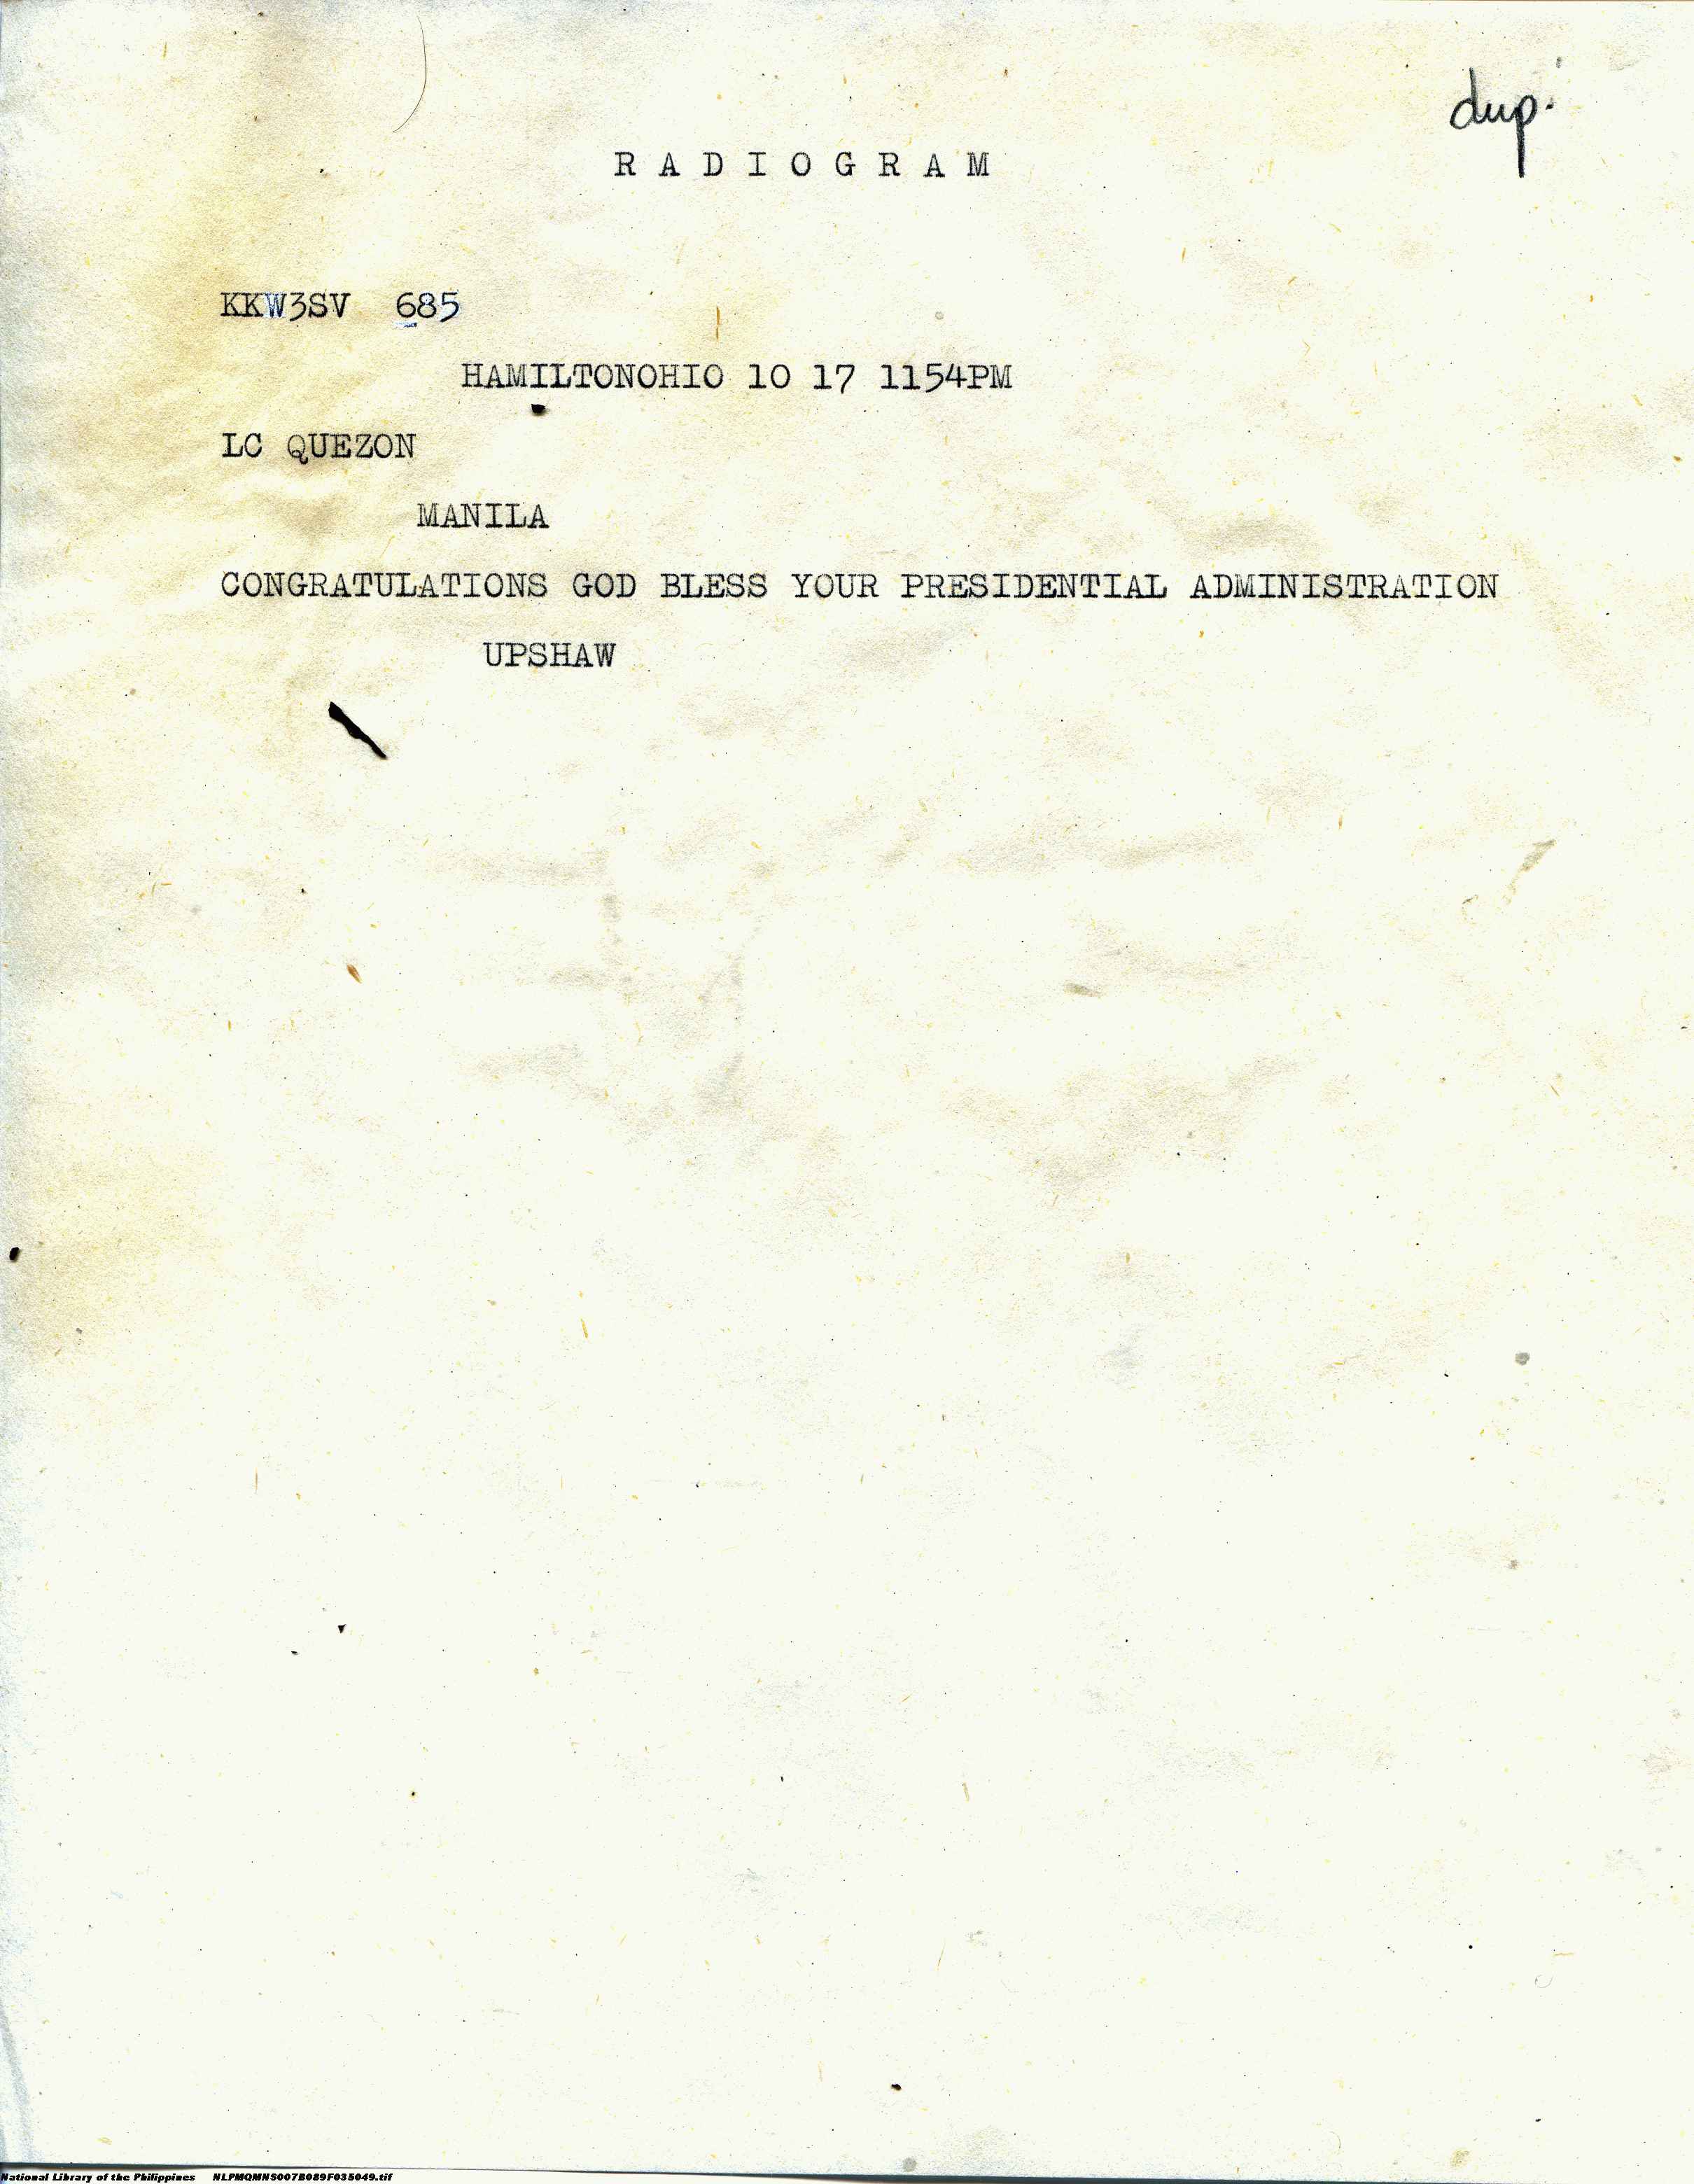 dup.
R A D I O G R A M
KKW3SV 685
HAMILTONOHIO 10 17 1154PM
LC QUEZON
MANILA
CONGRATULATIONS GOD BLESS YOUR PRESIDENTIAL ADMINISTRATION
UPSHAW
National Library of the Philippines NLPMQMNS007B089F035049.tif